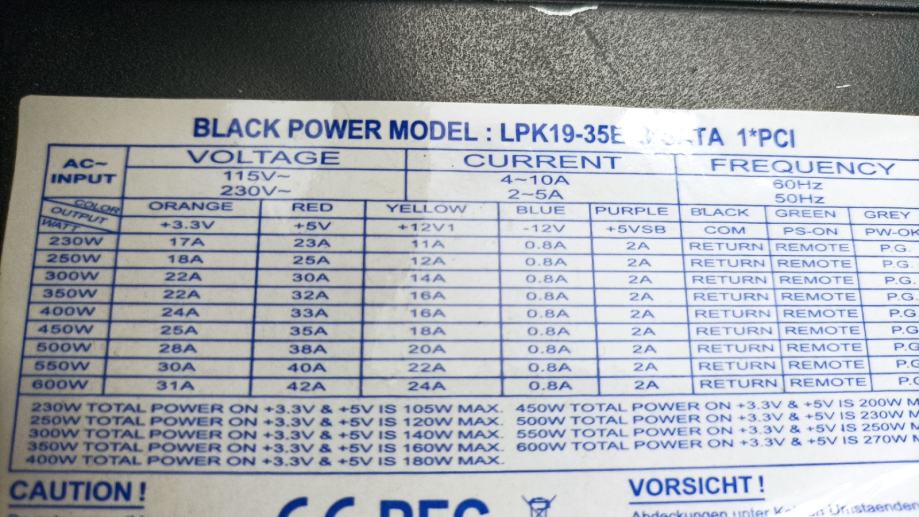 BLACK POWER MODEL : LPK19-35E SATA 1*PCI
AC~ INPUT VOLTAGE CURRENT FREQUENCY
115V~ 4~10A 60Hz
230V~ 2~5A 50Hz
COLOR OUTPUT WATT ORANGE RED YELLOW BLUE PURPLE BLACK GREEN GREY
+3.3V +5V +12V1 -12V +5VSB COM PS-ON PW-OK
230W 17A 23A 11A 0.8A 2A RETURN REMOTE P.G.
250W 18A 25A 12A 0.8A 2A RETURN REMOTE P.G.
300W 22A 30A 14A 0.8A 2A RETURN REMOTE P.G.
350W 22A 32A 16A 0.8A 2A RETURN REMOTE P.G.
400W 24A 33A 16A 0.8A 2A RETURN REMOTE P.G
450W 25A 35A 18A 0.8A 2A RETURN REMOTE P.G
500W 28A 38A 20A 0.8A 2A RETURN REMOTE P.G
550W 30A 40A 22A 0.8A 2A RETURN REMOTE P.G
600W 31A 42A 24A 0.8A 2A RETURN REMOTE P.G
230W TOTAL POWER ON +3.3V & +5V IS 105W MAX. 450W TOTAL POWER ON +3.3V & +5V IS 200W M
250W TOTAL POWER ON +3.3V & +5V IS 120W MAX. 500W TOTAL POWER ON +3.3V & +5V IS 230W M
300W TOTAL POWER ON +3.3V & +5V IS 140W MAX. 550W TOTAL POWER ON +3.3V & +5V IS 250W M
350W TOTAL POWER ON +3.3V & +5V IS 160W MAX. 600W TOTAL POWER ON +3.3V & +5V IS 270W M
400W TOTAL POWER ON +3.3V & +5V IS 180W MAX.
CAUTION ! CE PFC VORSICHT !
Abdeckungen unter Umstaenden